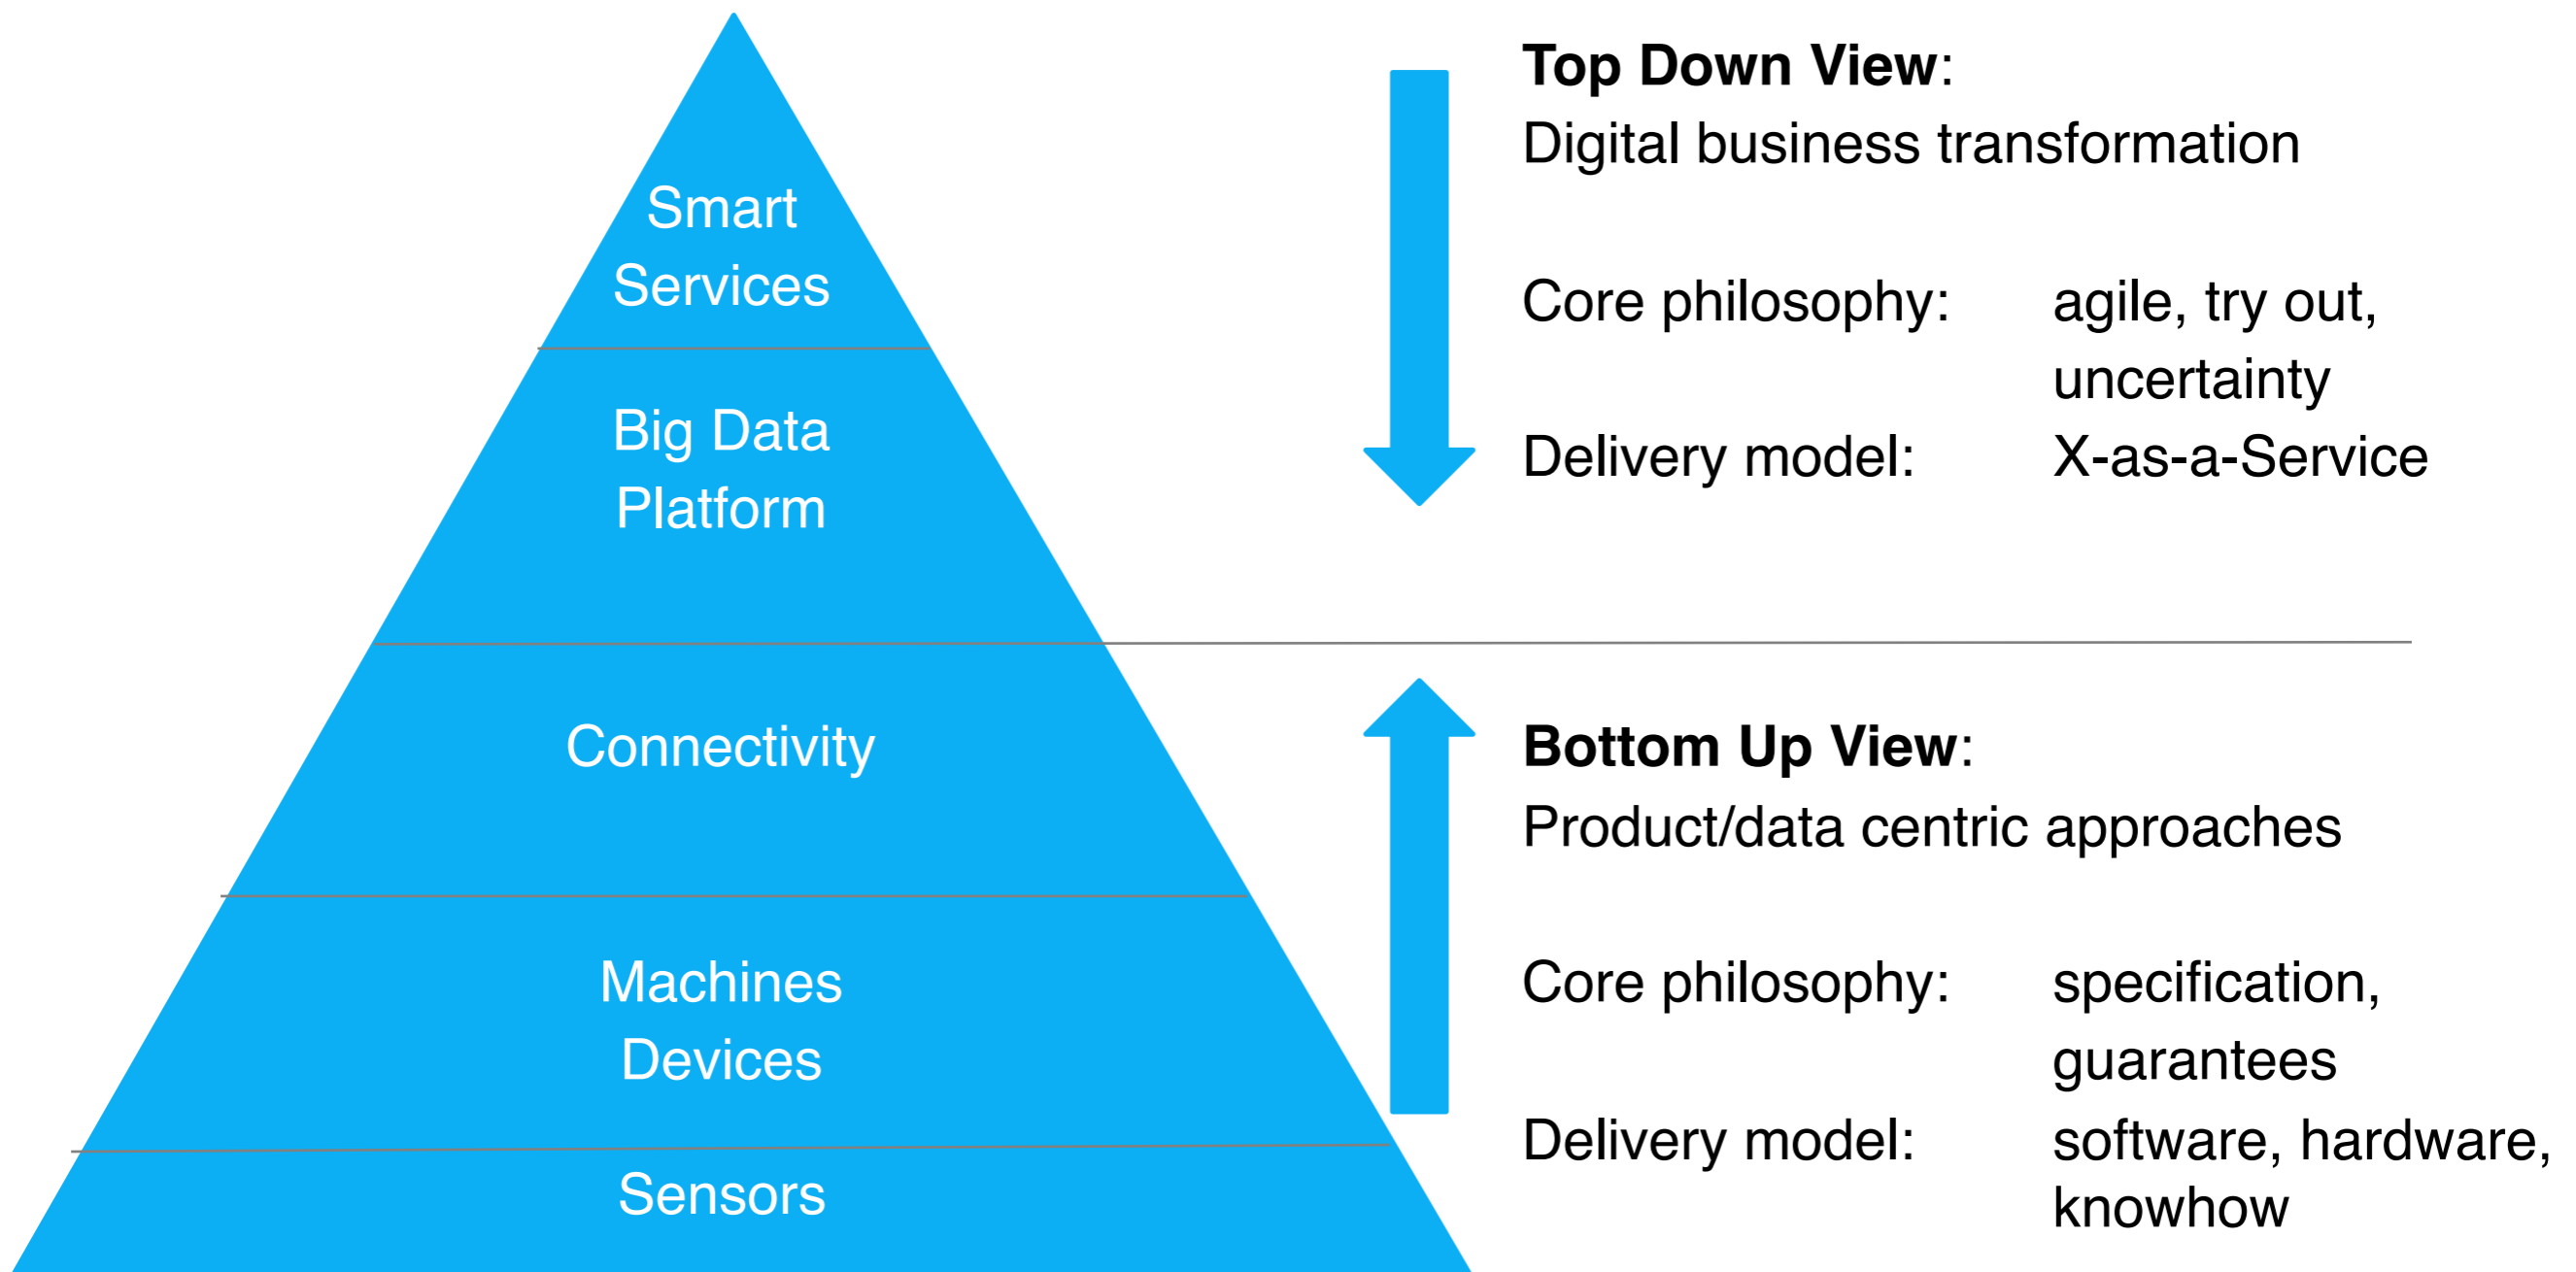 Smart
Services
Big Data
Platform
Connectivity
Machines
Devices
Sensors
Top Down View:
Digital business transformation
Core philosophy: agile, try out,
uncertainty
Delivery model: X-as-a-Service
Bottom Up View:
Product/data centric approaches
Core philosophy: specification,
guarantees
Delivery model: software, hardware,
knowhow